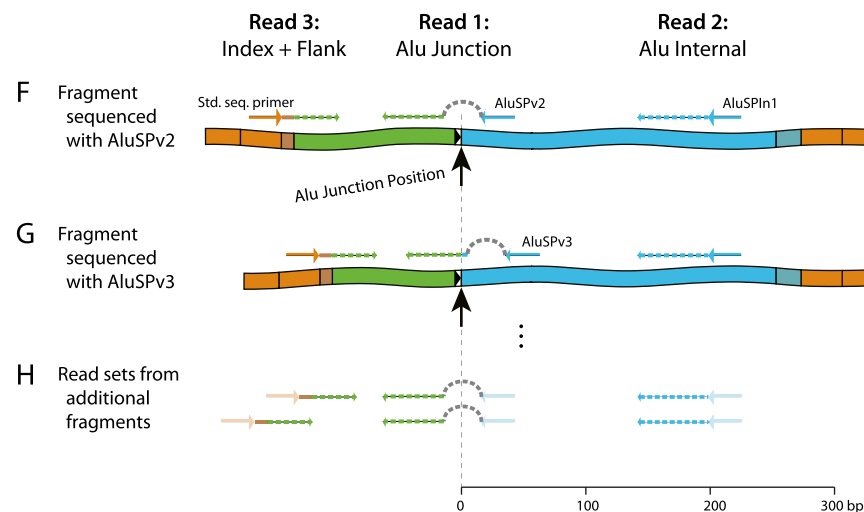 Read 3:
Index + Flank
Read 1:
Alu Junction
Read 2:
Alu Internal
F
Fragment
sequenced
with AluSPv2
Std. seq. primer
AluSPv2
AluSPIn1
Alu Junction Position
G
Fragment
sequenced
with AluSPv3
AluSPv3
H
Read sets from
additional
fragments
0
100
200
300 bp